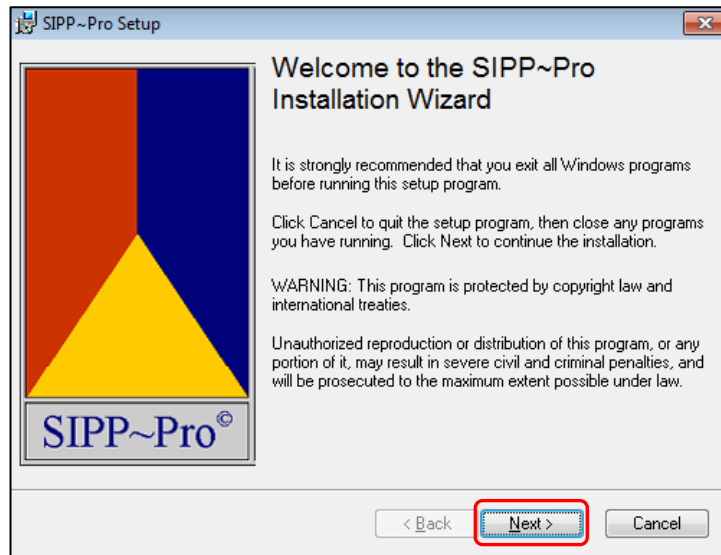 SIPP~Pro Setup
Welcome to the SIPP~Pro
Installation Wizard
It is strongly recommended that you exit all Windows programs
before running this setup program.
Click Cancel to quit the setup program, then close any programs
you have running. Click Next to continue the installation.
WARNING: This program is protected by copyright law and
international treaties.
Unauthorized reproduction or distribution of this program, or any
portion of it, may result in severe civil and criminal penalties, and
will be prosecuted to the maximum extent possible under law.
SIPP~Pro©
< Back
Next >
Cancel